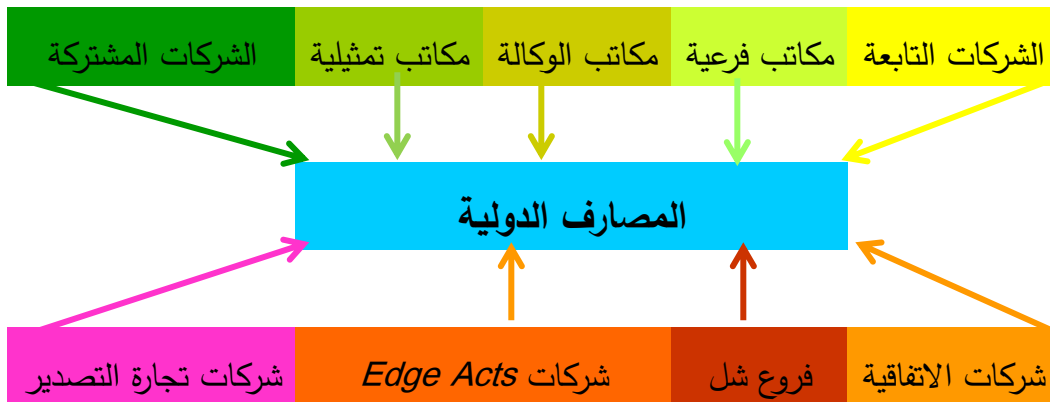 الشركات التابعة
مكاتب فرعية
مكاتب الوكالة
مكاتب تمثيلية
الشركات المشتركة
المصارف الدولية
شركات الاتفاقية
فروع شل
شركات Edge Acts
شركات تجارة التصدير